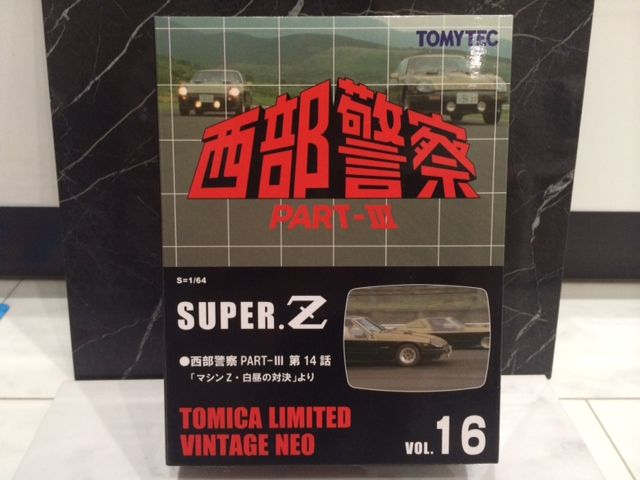 TOMYTEC
西部警察
PART-III
S=1/64
SUPER.Z
●西部警察 PART-III 第14話
「マシンZ・白昼の対決」より
TOMICA LIMITED
VINTAGE NEO
VOL.16